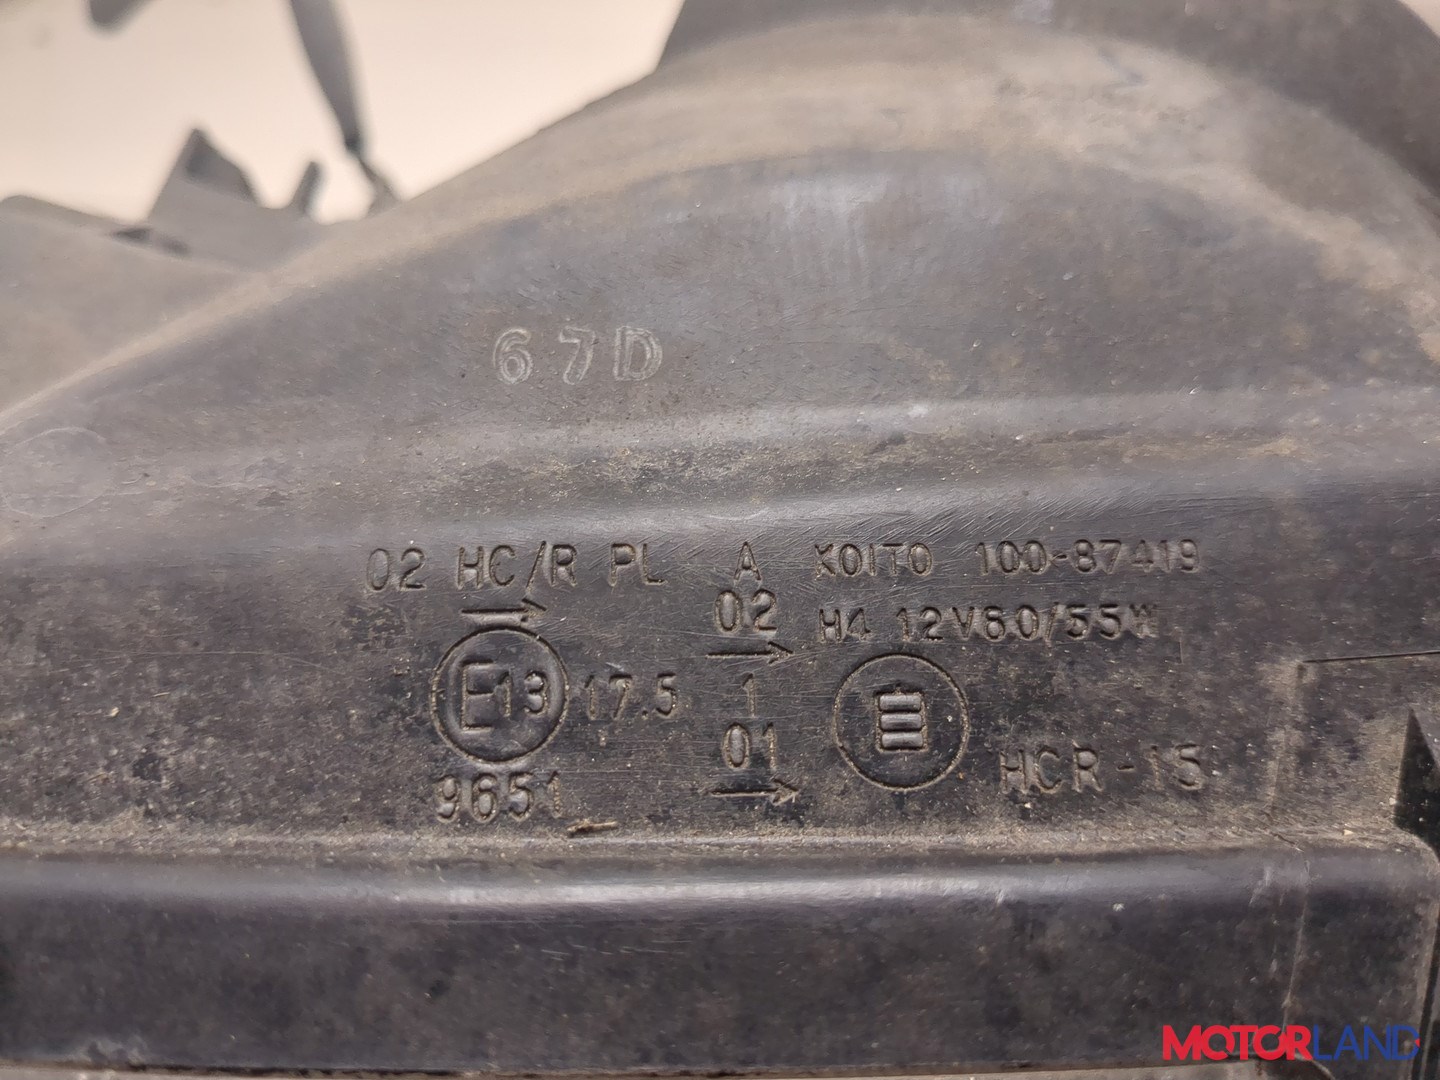 67D
02 HC/R PL A KOITO 100-87419
02 H4 12V60/55W
E13 17.5 1
9651 01 HCR-15
MOTORLAND